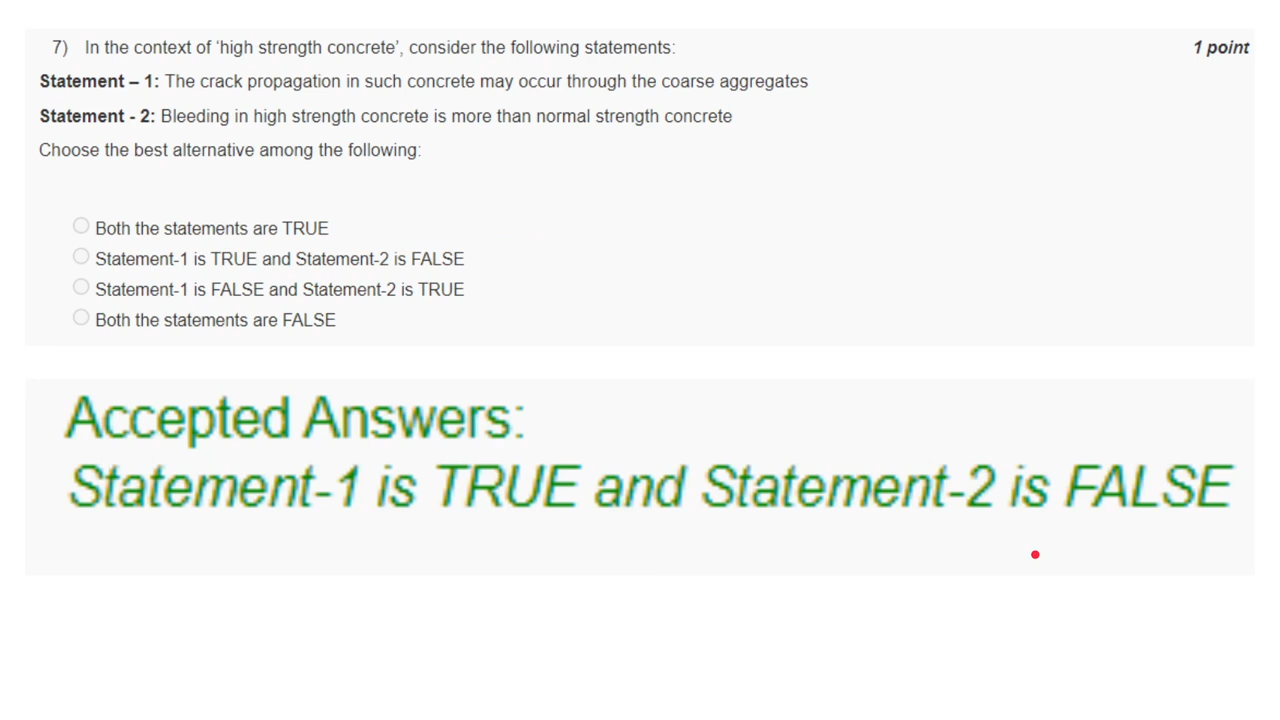 7) In the context of ‘high strength concrete’, consider the following statements: 1 point
Statement – 1: The crack propagation in such concrete may occur through the coarse aggregates
Statement - 2: Bleeding in high strength concrete is more than normal strength concrete
Choose the best alternative among the following:
Both the statements are TRUE
Statement-1 is TRUE and Statement-2 is FALSE
Statement-1 is FALSE and Statement-2 is TRUE
Both the statements are FALSE
Accepted Answers:
Statement-1 is TRUE and Statement-2 is FALSE